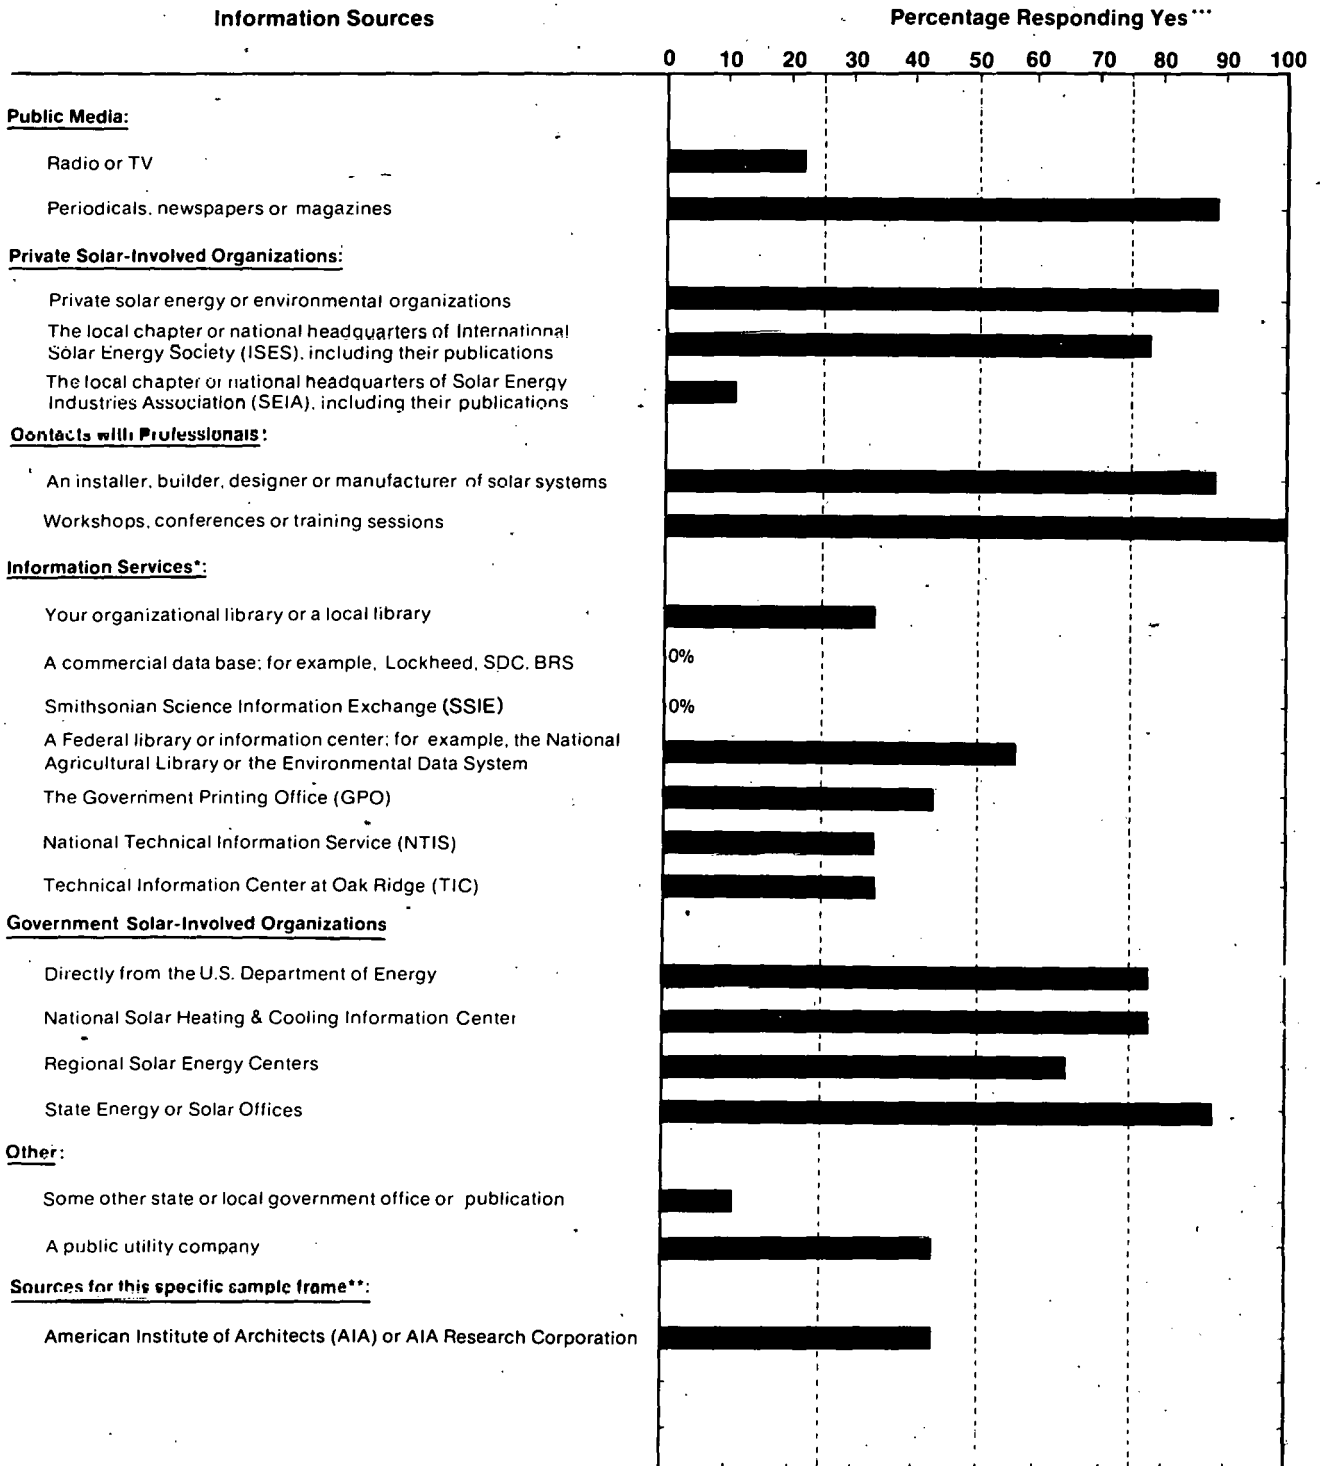 Information Sources
Percentage Responding Yes***
0 10 20 30 40 50 60 70 80 90 100
Public Media:
Radio or TV
Periodicals, newspapers or magazines
Private Solar-Involved Organizations:
Private solar energy or environmental organizations
The local chapter or national headquarters of International
Solar Energy Society (ISES), including their publications
The local chapter or national headquarters of Solar Energy
Industries Association (SEIA), including their publications
Contacts with Professionals:
An installer, builder, designer or manufacturer of solar systems
Workshops, conferences or training sessions
Information Services*:
Your organizational library or a local library
A commercial data base; for example, Lockheed, SDC, BRS
0%
Smithsonian Science Information Exchange (SSIE)
0%
A Federal library or information center; for example, the National
Agricultural Library or the Environmental Data System
The Government Printing Office (GPO)
National Technical Information Service (NTIS)
Technical Information Center at Oak Ridge (TIC)
Government Solar-Involved Organizations
Directly from the U.S. Department of Energy
National Solar Heating & Cooling Information Center
Regional Solar Energy Centers
State Energy or Solar Offices
Other:
Some other state or local government office or publication
A public utility company
Sources for this specific sample frame**:
American Institute of Architects (AIA) or AIA Research Corporation